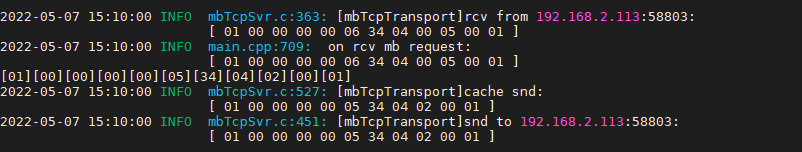 2022-05-07 15:10:00 INFO  mbTcpSvr.c:363: [mbTcpTransport]rcv from 192.168.2.113:58803:
[ 01 00 00 00 00 06 34 04 00 05 00 01 ]
2022-05-07 15:10:00 INFO  main.cpp:709:  on rcv mb request:
[ 01 00 00 00 00 06 34 04 00 05 00 01 ]
[01][00][00][00][00][05][34][04][02][00][01]
2022-05-07 15:10:00 INFO  mbTcpSvr.c:527: [mbTcpTransport]cache snd:
[ 01 00 00 00 00 05 34 04 02 00 01 ]
2022-05-07 15:10:00 INFO  mbTcpSvr.c:451: [mbTcpTransport]snd to 192.168.2.113:58803:
[ 01 00 00 00 00 05 34 04 02 00 01 ]